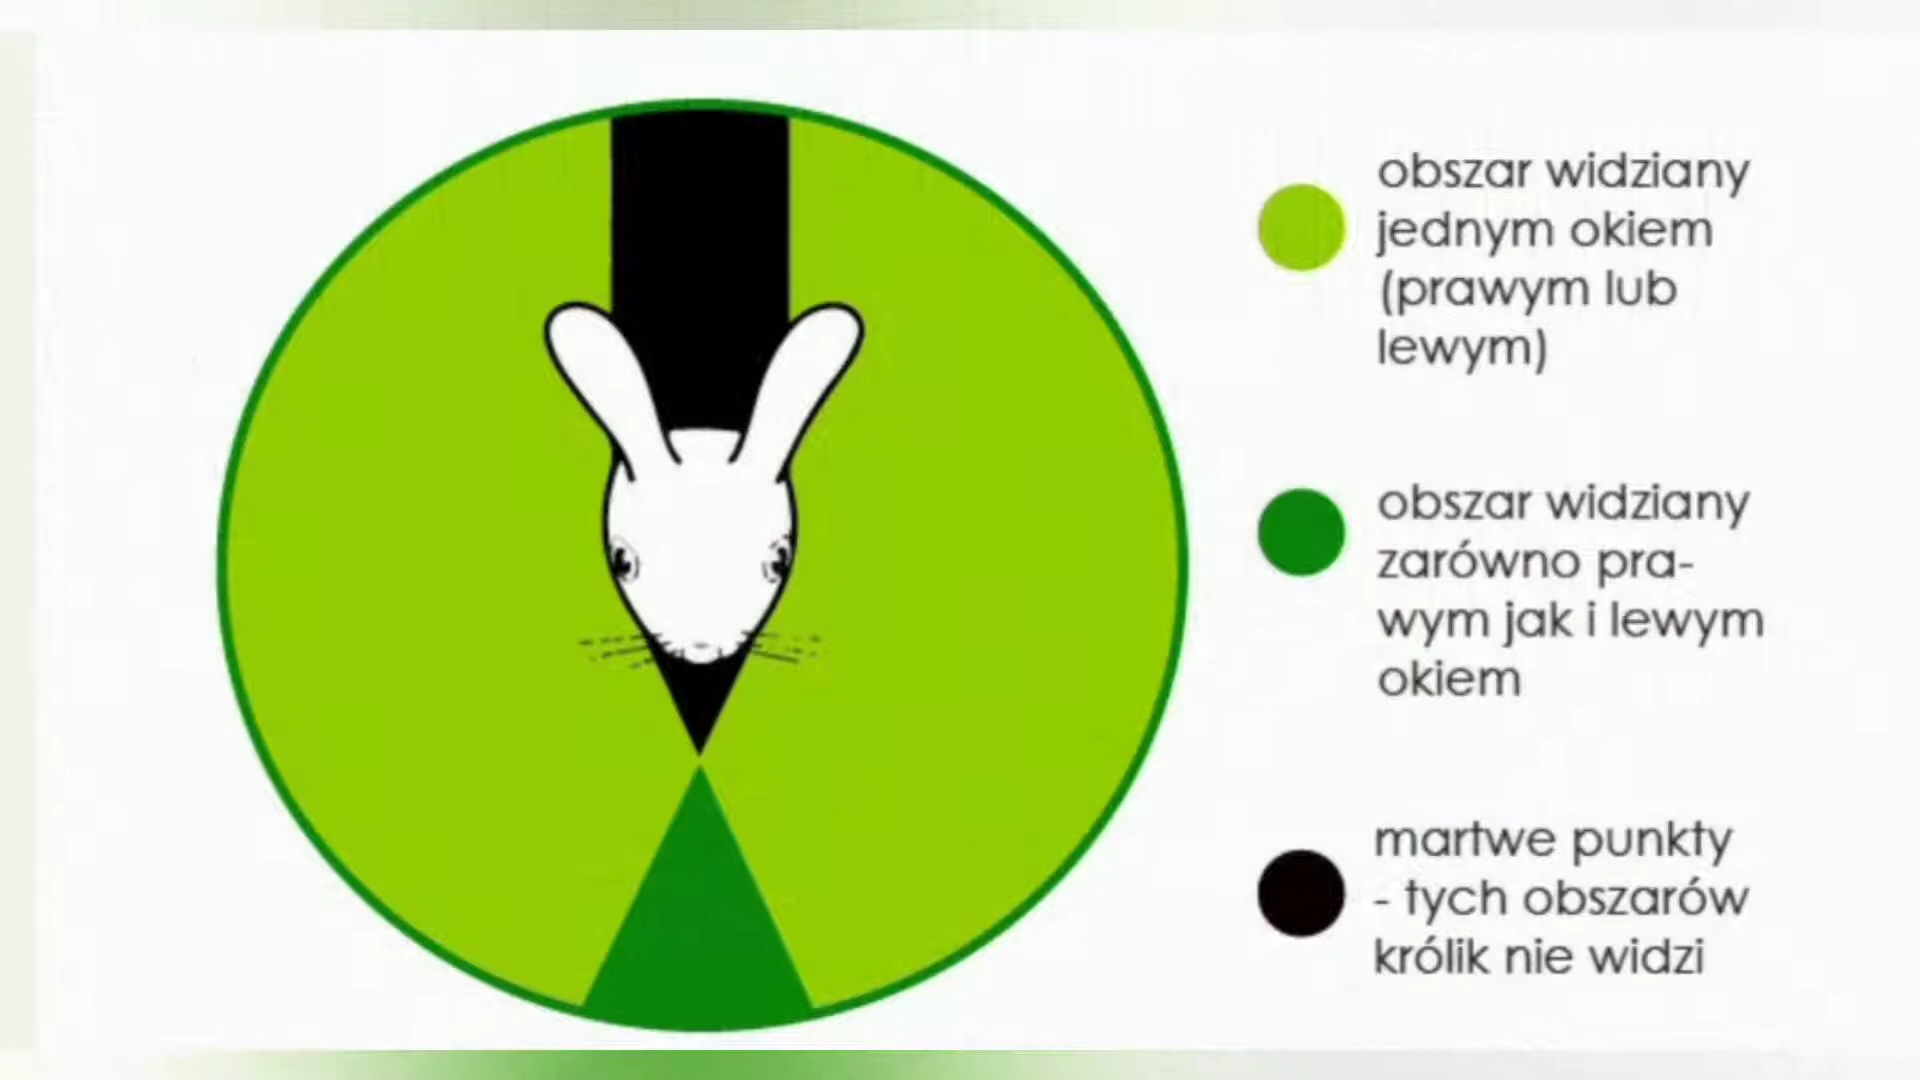 obszar widziany
jednym okiem
(prawym lub
lewym)
obszar widziany
zarówno pra-
wym jak i lewym
okiem
martwe punkty
- tych obszarów
królik nie widzi